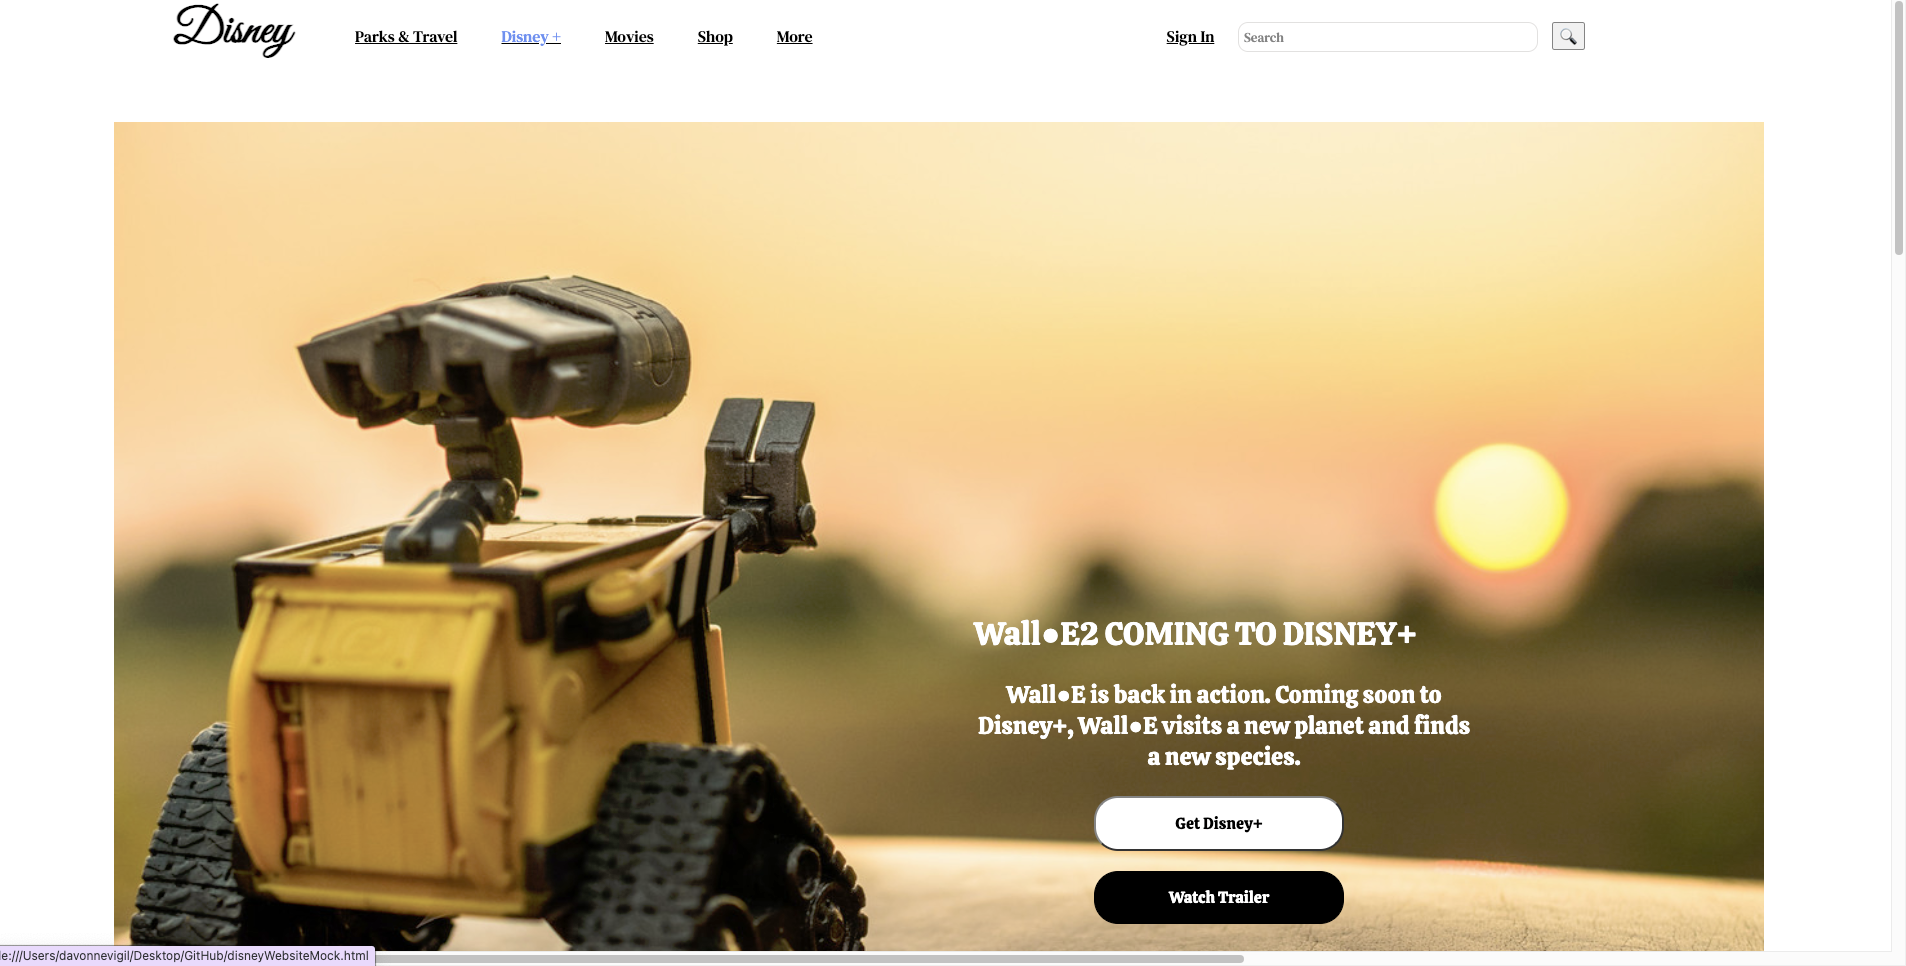 Disney
Parks & Travel
Disney +
Movies
Shop
More
Sign In
Search
Wall●E2 COMING TO DISNEY+
Wall●E is back in action. Coming soon to
Disney+, Wall●E visits a new planet and finds
a new species.
Get Disney+
Watch Trailer
le:///Users/davonnevigil/Desktop/GitHub/disneyWebsiteMock.html